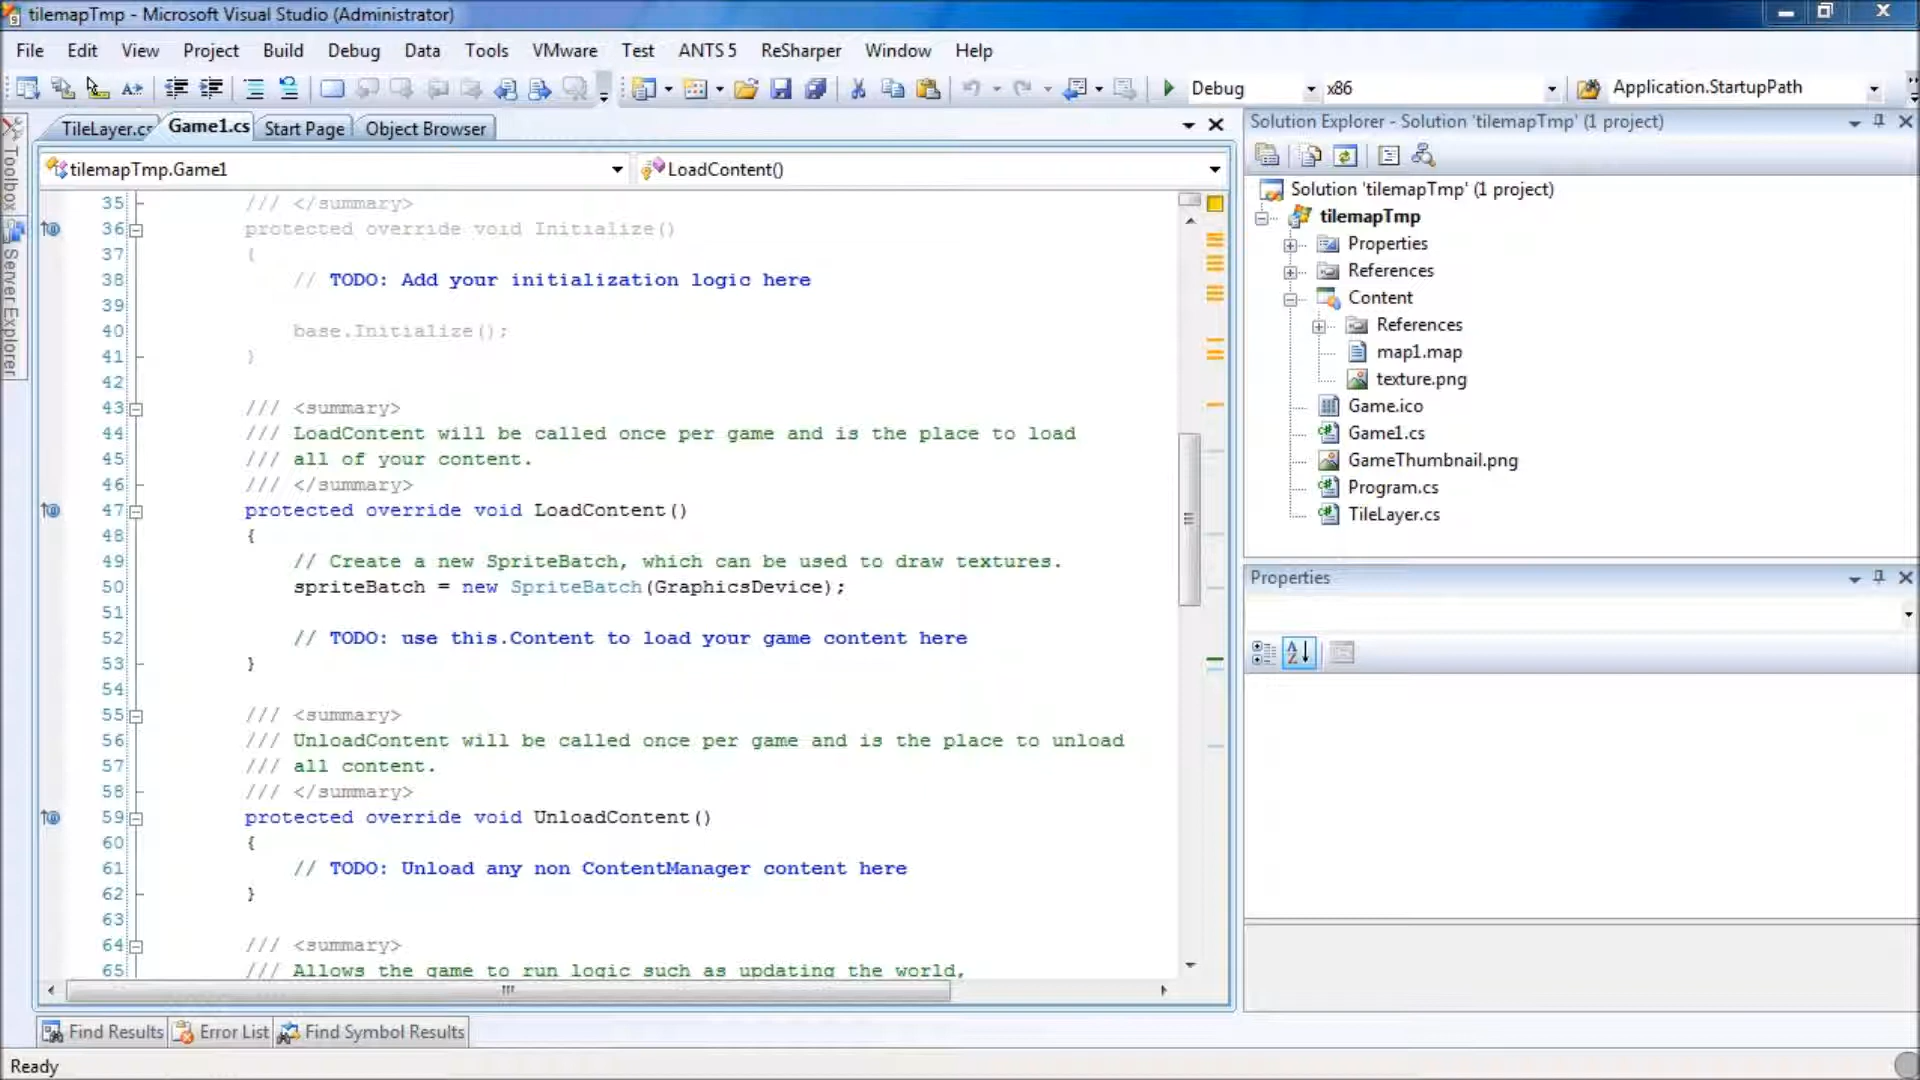 tilemapTmp - Microsoft Visual Studio (Administrator)
File Edit View Project Build Debug Data Tools VMware Test ANTS 5 ReSharper Window Help
Debug x86 Application.StartupPath
TileLayer.cs Game1.cs Start Page Object Browser
tilemapTmp.Game1 LoadContent()
Toolbox
Server Explorer
35 /// </summary>
36 protected override void Initialize()
37 {
38 // TODO: Add your initialization logic here
39
40 base.Initialize();
41 }
42
43 /// <summary>
44 /// LoadContent will be called once per game and is the place to load
45 /// all of your content.
46 /// </summary>
47 protected override void LoadContent()
48 {
49 // Create a new SpriteBatch, which can be used to draw textures.
50 spriteBatch = new SpriteBatch(GraphicsDevice);
51
52 // TODO: use this.Content to load your game content here
53 }
54
55 /// <summary>
56 /// UnloadContent will be called once per game and is the place to unload
57 /// all content.
58 /// </summary>
59 protected override void UnloadContent()
60 {
61 // TODO: Unload any non ContentManager content here
62 }
63
64 /// <summary>
65 /// Allows the game to run logic such as updating the world,
Solution Explorer - Solution 'tilemapTmp' (1 project)
Solution 'tilemapTmp' (1 project)
tilemapTmp
Properties
References
Content
References
map1.map
texture.png
Game.ico
Game1.cs
GameThumbnail.png
Program.cs
TileLayer.cs
Properties
Find Results Error List Find Symbol Results
Ready